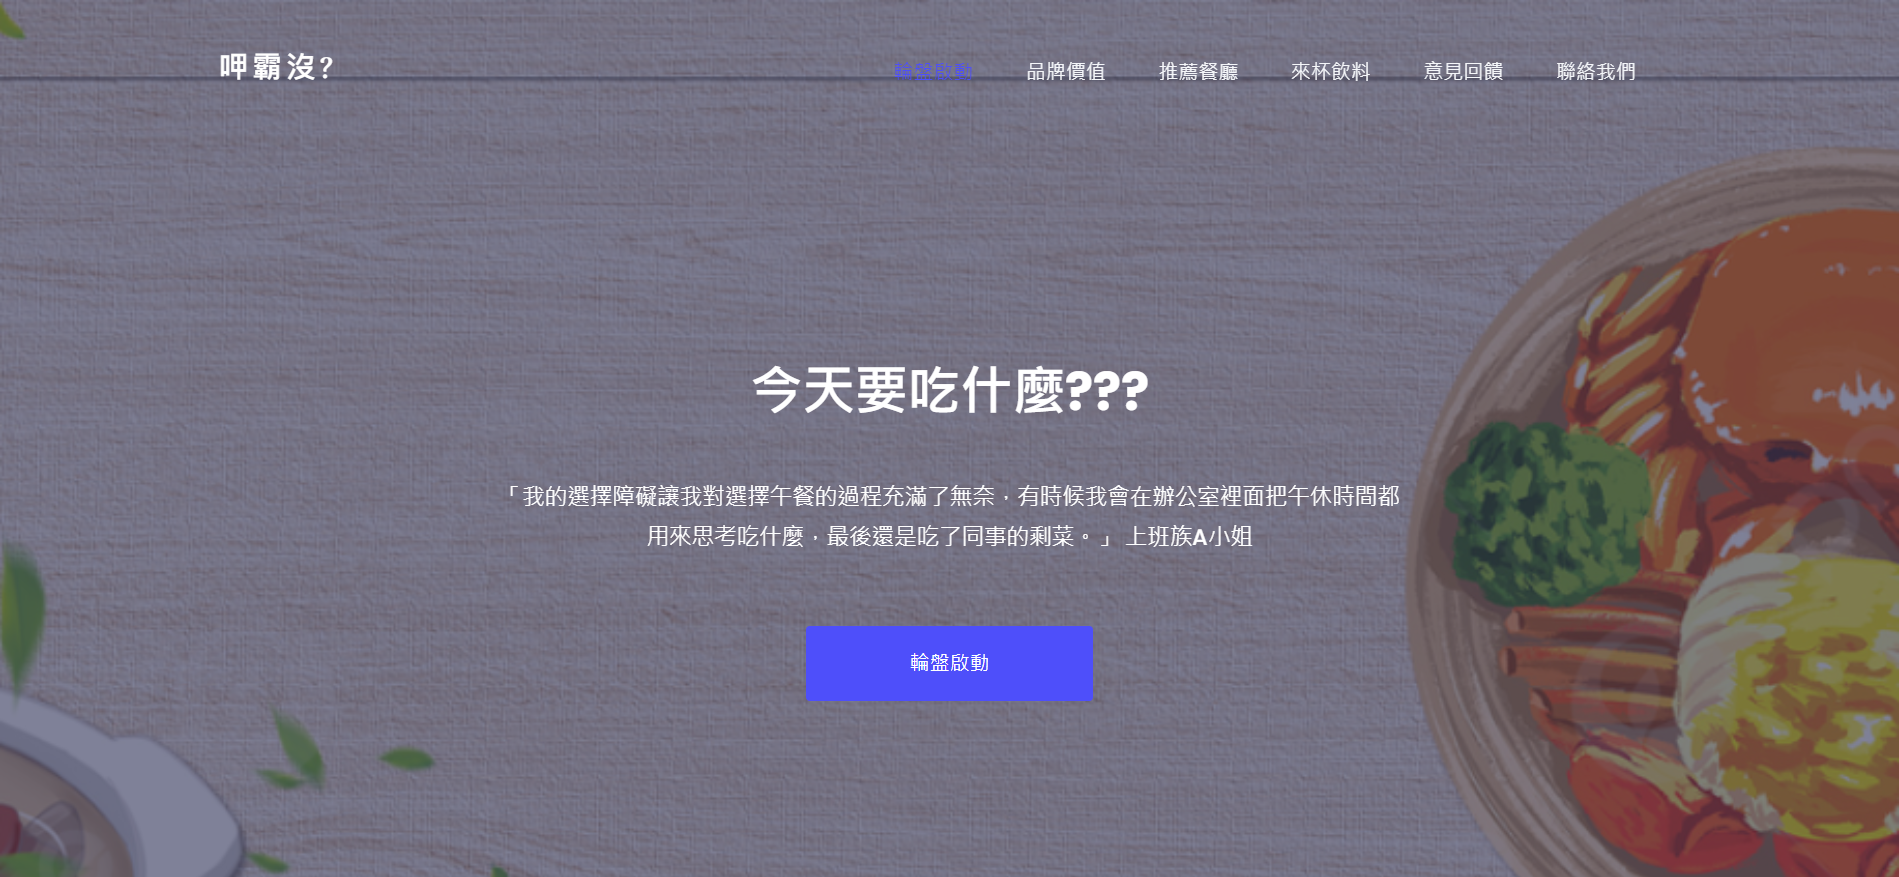 呷霸沒?
輪盤啟動 品牌價值 推薦餐廳 來杯飲料 意見回饋 聯絡我們
今天要吃什麼???
「我的選擇障礙讓我對選擇午餐的過程充滿了無奈，有時候我會在辦公室裡面把午休時間都
用來思考吃什麼，最後還是吃了同事的剩菜。」 上班族A小姐
輪盤啟動